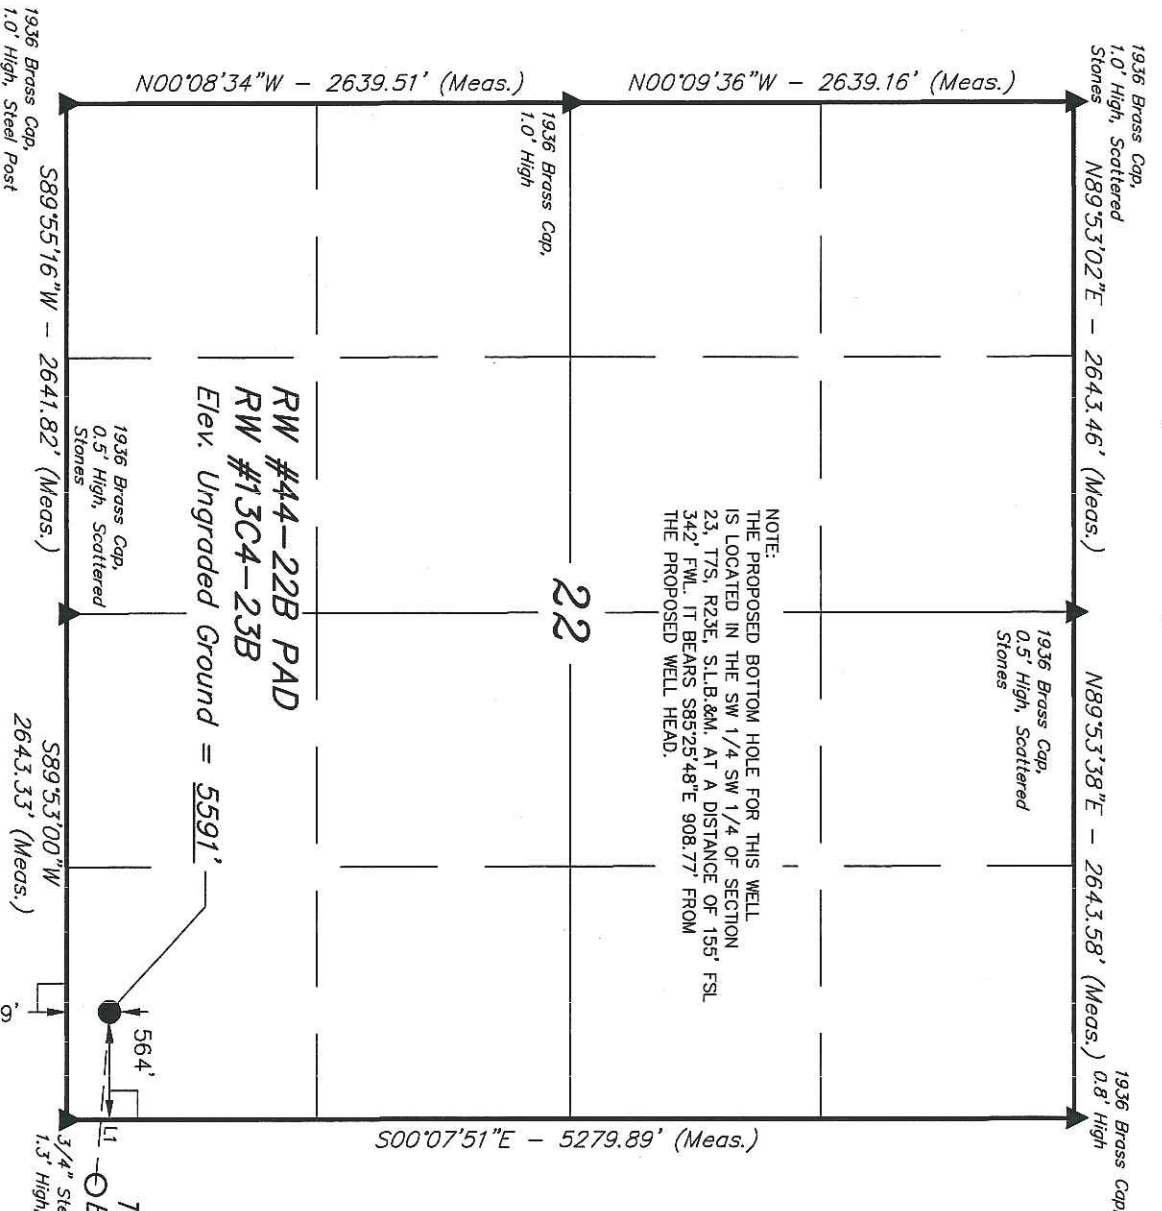 1936 Brass Cap,
1.0' High, Scattered
Stones
N89°53'02"E - 2643.46' (Meas.)
N89°53'38"E - 2643.58' (Meas.)
1936 Brass Cap,
0.8' High
1936 Brass Cap,
0.5' High, Scattered
Stones
N00°09'36"W - 2639.16' (Meas.)
NOTE:
THE PROPOSED BOTTOM HOLE FOR THIS WELL
IS LOCATED IN THE SW 1/4 SW 1/4 OF SECTION
23, T7S, R23E, S.L.B.&M. AT A DISTANCE OF 155' FSL
342' FWL. IT BEARS S85°25'48"E 908.77' FROM
THE PROPOSED WELL HEAD.
22
1936 Brass Cap,
1.0' High
N00°08'34"W - 2639.51' (Meas.)
S00°07'51"E - 5279.89' (Meas.)
RW #44-22B PAD
RW #13C4-23B
Elev. Ungraded Ground = 5591'
564'
L1
1936 Brass Cap,
0.5' High, Scattered
Stones
S89°55'16"W - 2641.82' (Meas.)
S89°53'00"W
2643.33' (Meas.)
1936 Brass Cap,
1.0' High, Steel Post
3/4"
1.3' High,